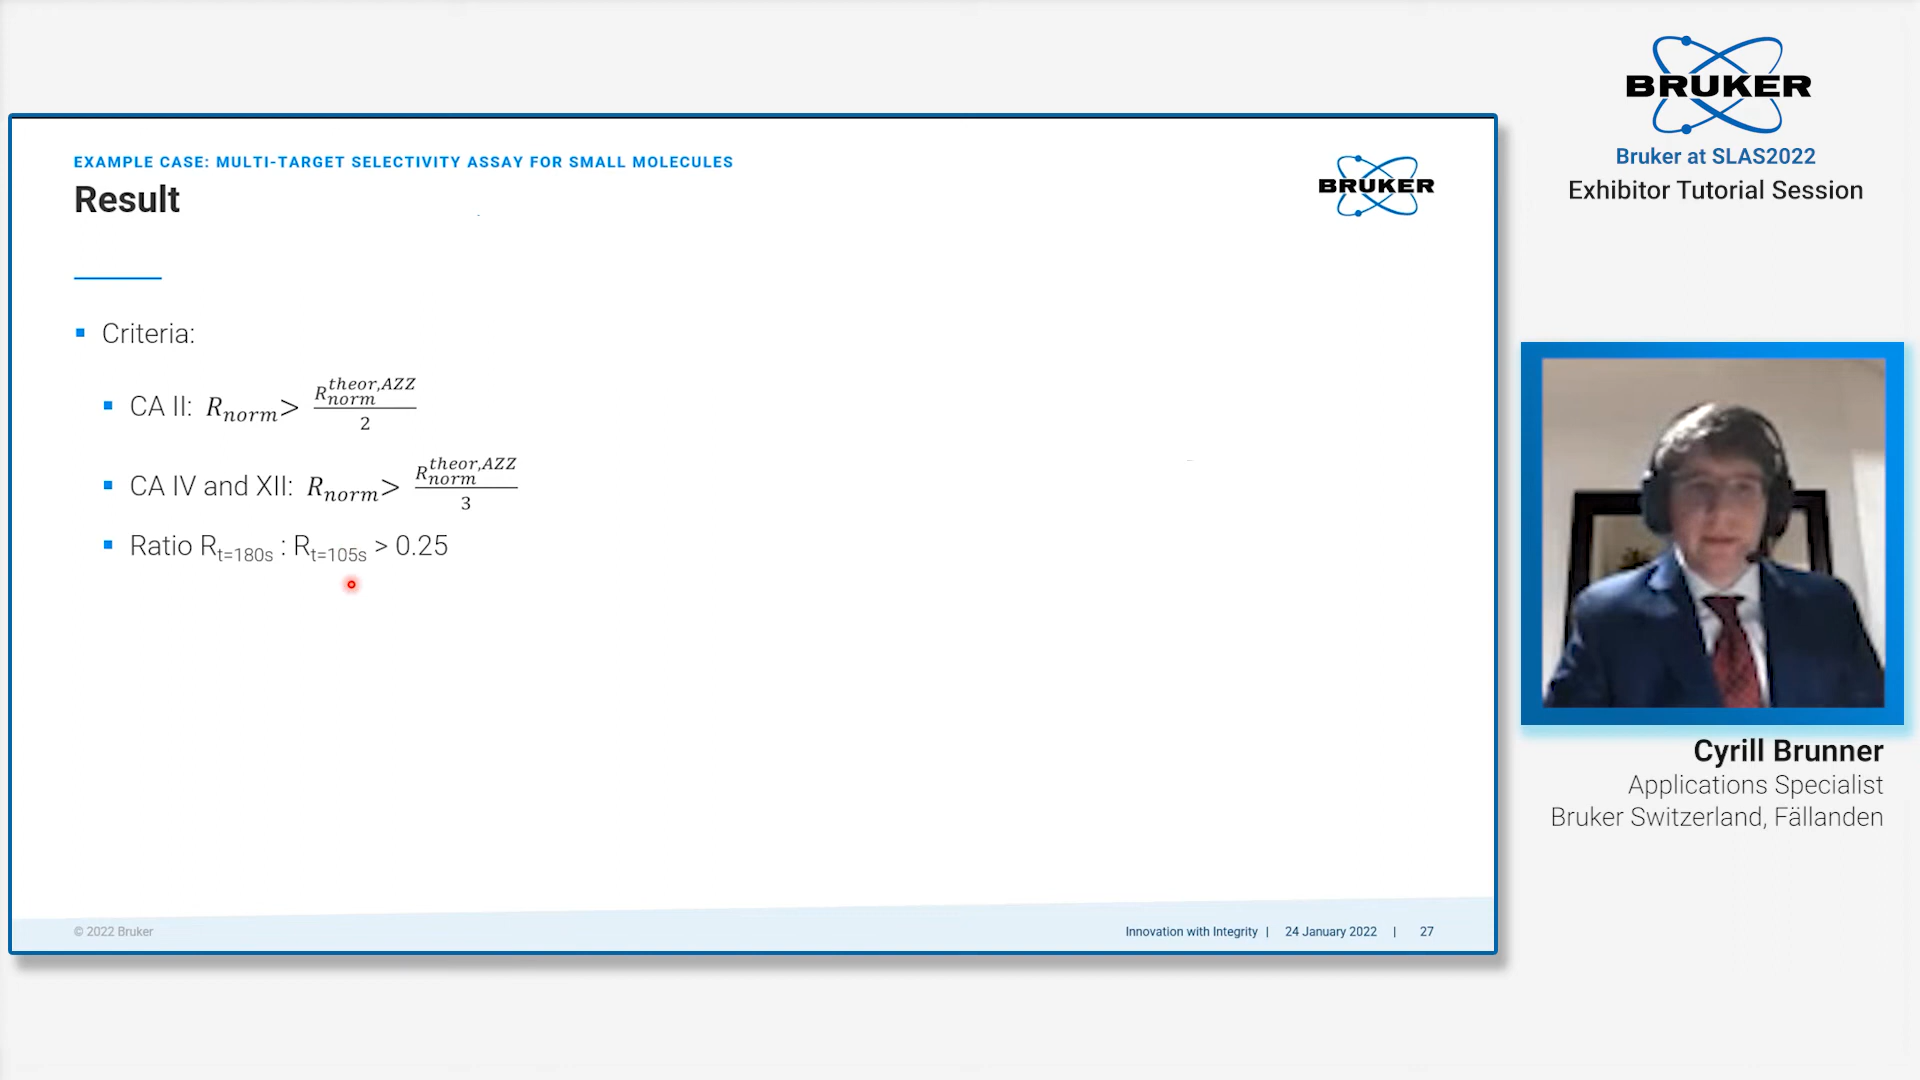 EXAMPLE CASE: MULTI-TARGET SELECTIVITY ASSAY FOR SMALL MOLECULES
Result
BRUKER
Criteria:
CA II: R_norm > R_norm^theor,AZZ / 2
CA IV and XII: R_norm > R_norm^theor,AZZ / 3
Ratio R_t=180s : R_t=105s > 0.25
© 2022 Bruker
Innovation with Integrity | 24 January 2022 | 27
BRUKER
Bruker at SLAS2022
Exhibitor Tutorial Session
Cyrill Brunner
Applications Specialist
Bruker Switzerland, Fällanden